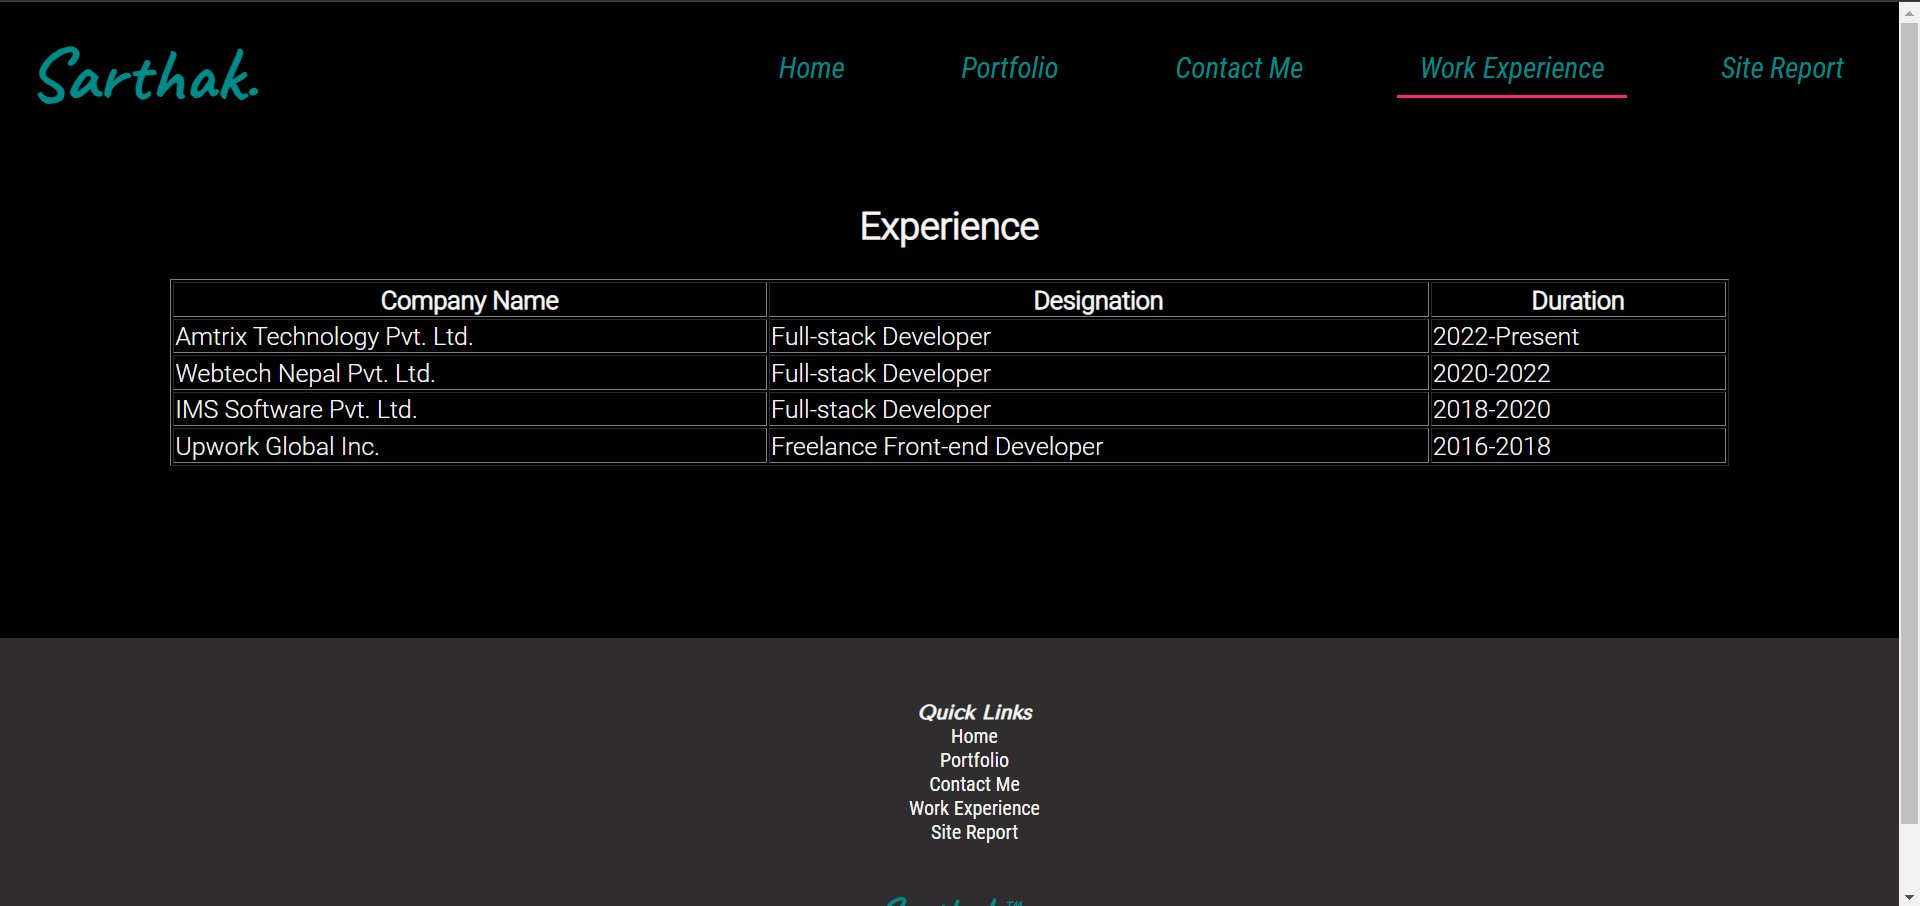 Sarthak.
Home Portfolio Contact Me Work Experience Site Report
Experience
Company Name Designation Duration
Amtrix Technology Pvt. Ltd. Full-stack Developer 2022-Present
Webtech Nepal Pvt. Ltd. Full-stack Developer 2020-2022
IMS Software Pvt. Ltd. Full-stack Developer 2018-2020
Upwork Global Inc. Freelance Front-end Developer 2016-2018
Quick Links
Home
Portfolio
Contact Me
Work Experience
Site Report